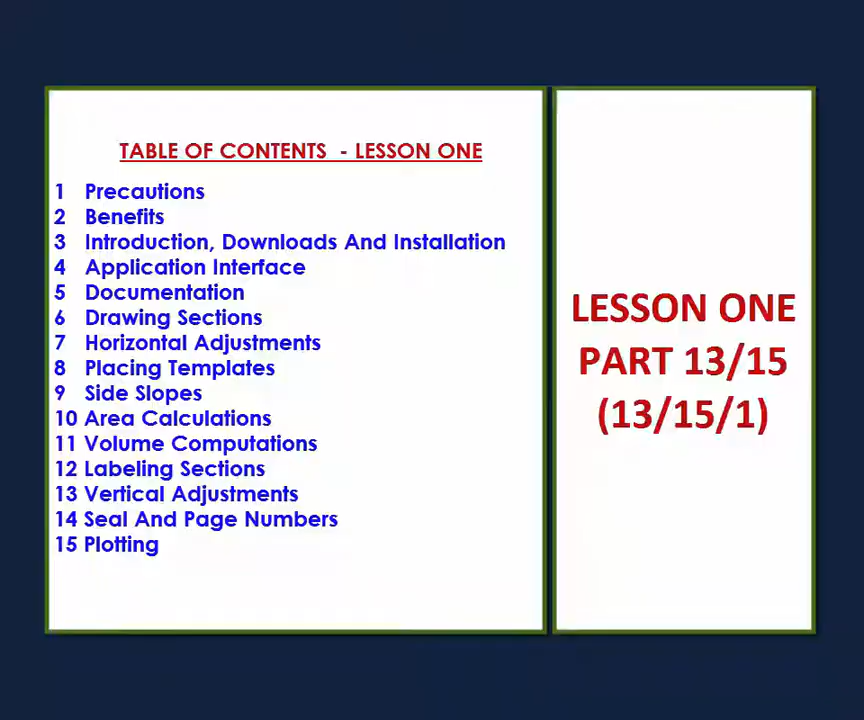 TABLE OF CONTENTS - LESSON ONE
1 Precautions
2 Benefits
3 Introduction, Downloads And Installation
4 Application Interface
5 Documentation
6 Drawing Sections
7 Horizontal Adjustments
8 Placing Templates
9 Side Slopes
10 Area Calculations
11 Volume Computations
12 Labeling Sections
13 Vertical Adjustments
14 Seal And Page Numbers
15 Plotting
LESSON ONE
PART 13/15
(13/15/1)